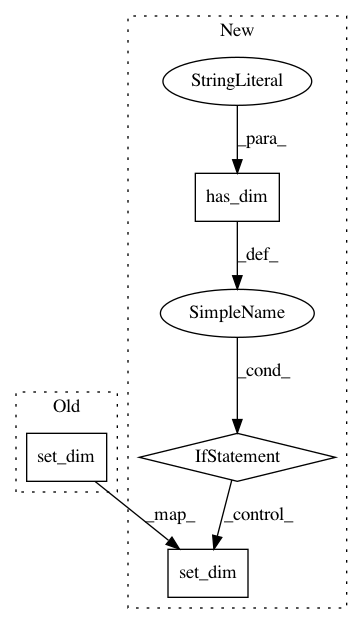 New
StringLiteral
_para_
has_dim
_def_
SimpleName
_cond_
Old
set_dim
IfStatement
_map_
_control_
set_dim